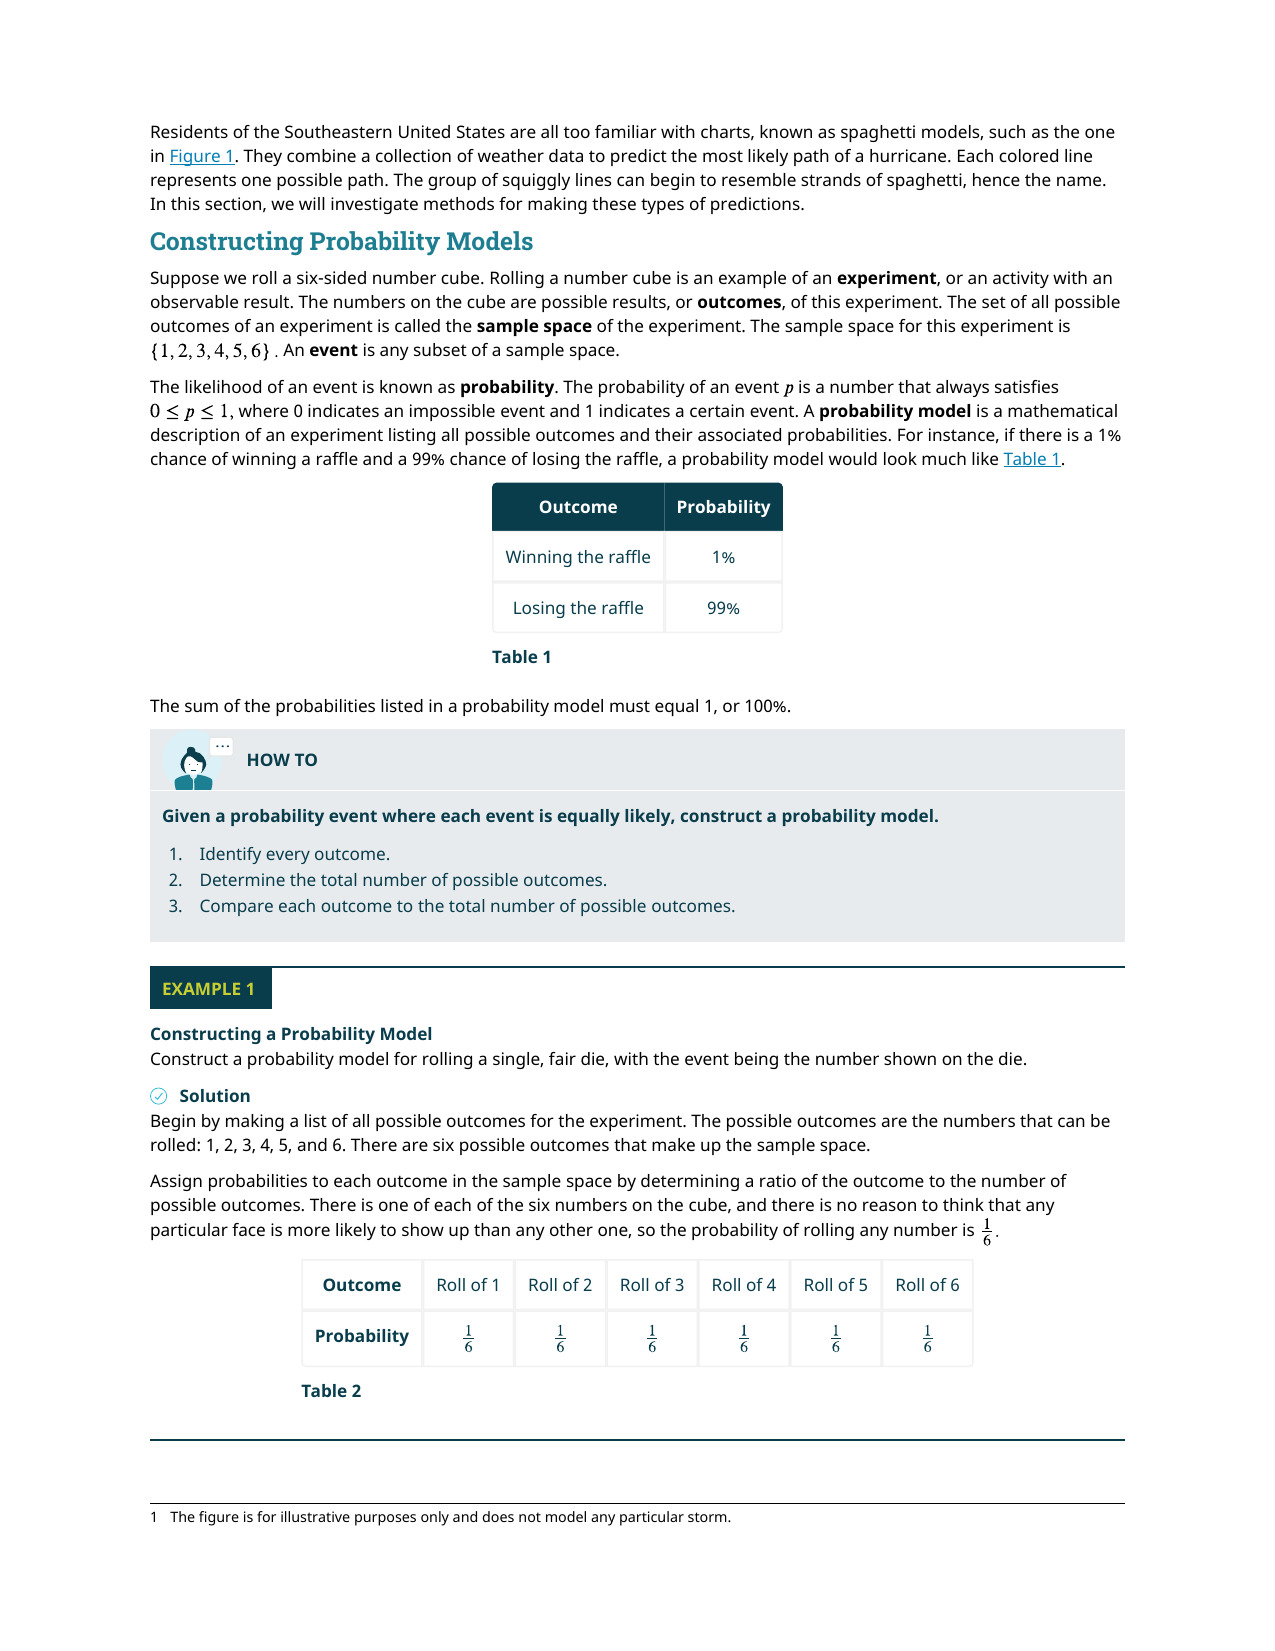 Residents of the Southeastern United States are all too familiar with charts, known as spaghetti models, such as the one
in Figure 1. They combine a collection of weather data to predict the most likely path of a hurricane. Each colored line
represents one possible path. The group of squiggly lines can begin to resemble strands of spaghetti, hence the name.
In this section, we will investigate methods for making these types of predictions.
Constructing Probability Models
Suppose we roll a six-sided number cube. Rolling a number cube is an example of an experiment, or an activity with an
observable result. The numbers on the cube are possible results, or outcomes, of this experiment. The set of all possible
outcomes of an experiment is called the sample space of the experiment. The sample space for this experiment is
{1, 2, 3, 4, 5, 6} . An event is any subset of a sample space.
The likelihood of an event is known as probability. The probability of an event p is a number that always satisfies
0 ≤ p ≤ 1, where 0 indicates an impossible event and 1 indicates a certain event. A probability model is a mathematical
description of an experiment listing all possible outcomes and their associated probabilities. For instance, if there is a 1%
chance of winning a raffle and a 99% chance of losing the raffle, a probability model would look much like Table 1.
Outcome Probability
Winning the raffle 1%
Losing the raffle 99%
Table 1
The sum of the probabilities listed in a probability model must equal 1, or 100%.
... HOW TO
Given a probability event where each event is equally likely, construct a probability model.
1. Identify every outcome.
2. Determine the total number of possible outcomes.
3. Compare each outcome to the total number of possible outcomes.
EXAMPLE 1
Constructing a Probability Model
Construct a probability model for rolling a single, fair die, with the event being the number shown on the die.
Solution
Begin by making a list of all possible outcomes for the experiment. The possible outcomes are the numbers that can be
rolled: 1, 2, 3, 4, 5, and 6. There are six possible outcomes that make up the sample space.
Assign probabilities to each outcome in the sample space by determining a ratio of the outcome to the number of
possible outcomes. There is one of each of the six numbers on the cube, and there is no reason to think that any
particular face is more likely to show up than any other one, so the probability of rolling any number is 1/6.
Outcome Roll of 1 Roll of 2 Roll of 3 Roll of 4 Roll of 5 Roll of 6
Probability 1/6 1/6 1/6 1/6 1/6 1/6
Table 2
1 The figure is for illustrative purposes only and does not model any particular storm.